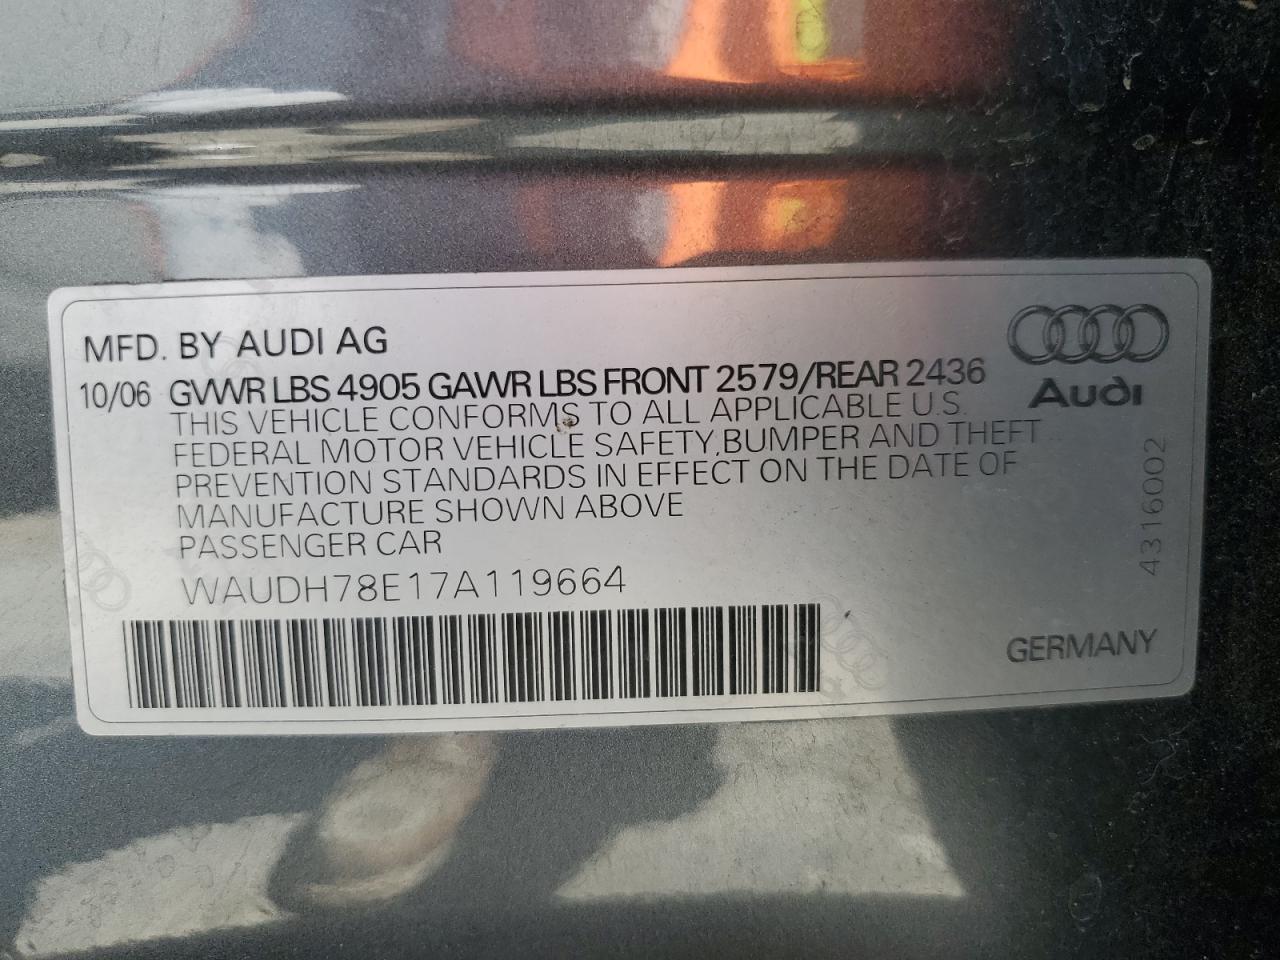 MFD. BY AUDI AG
10/06 GVWR LBS 4905 GAWR LBS FRONT 2579/REAR 2436
THIS VEHICLE CONFORMS TO ALL APPLICABLE U.S.
FEDERAL MOTOR VEHICLE SAFETY,BUMPER AND THEFT
PREVENTION STANDARDS IN EFFECT ON THE DATE OF
MANUFACTURE SHOWN ABOVE
PASSENGER CAR
WAUDH78E17A119664
Audi
4316002
GERMANY